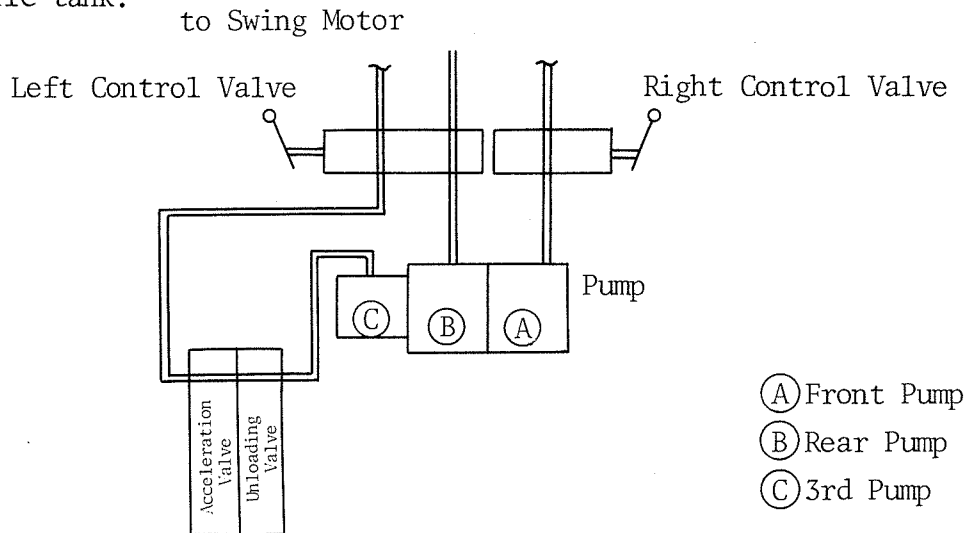 tank.
to Swing Motor
Left Control Valve
Right Control Valve
Pump
C
B
A
Acceleration
Valve
Unloading
Valve
A Front Pump
B Rear Pump
C 3rd Pump